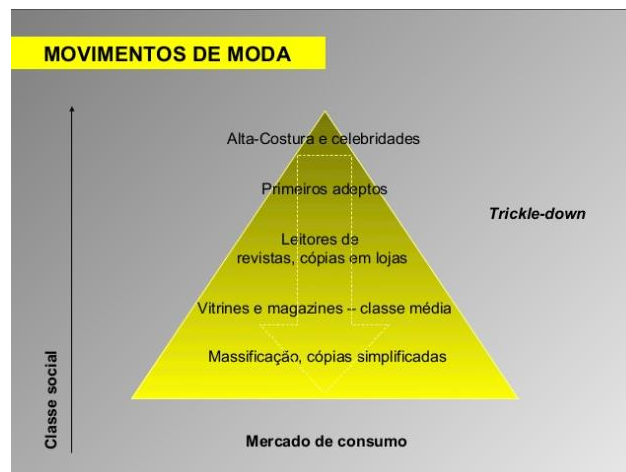 MOVIMENTOS DE MODA
Alta-Costura e celebridades
Primeiros adeptos
Trickle-down
Leitores de
revistas, cópias em lojas
Vitrines e magazines -- classe média
Massificação, cópias simplificadas
Classe social
Mercado de consumo